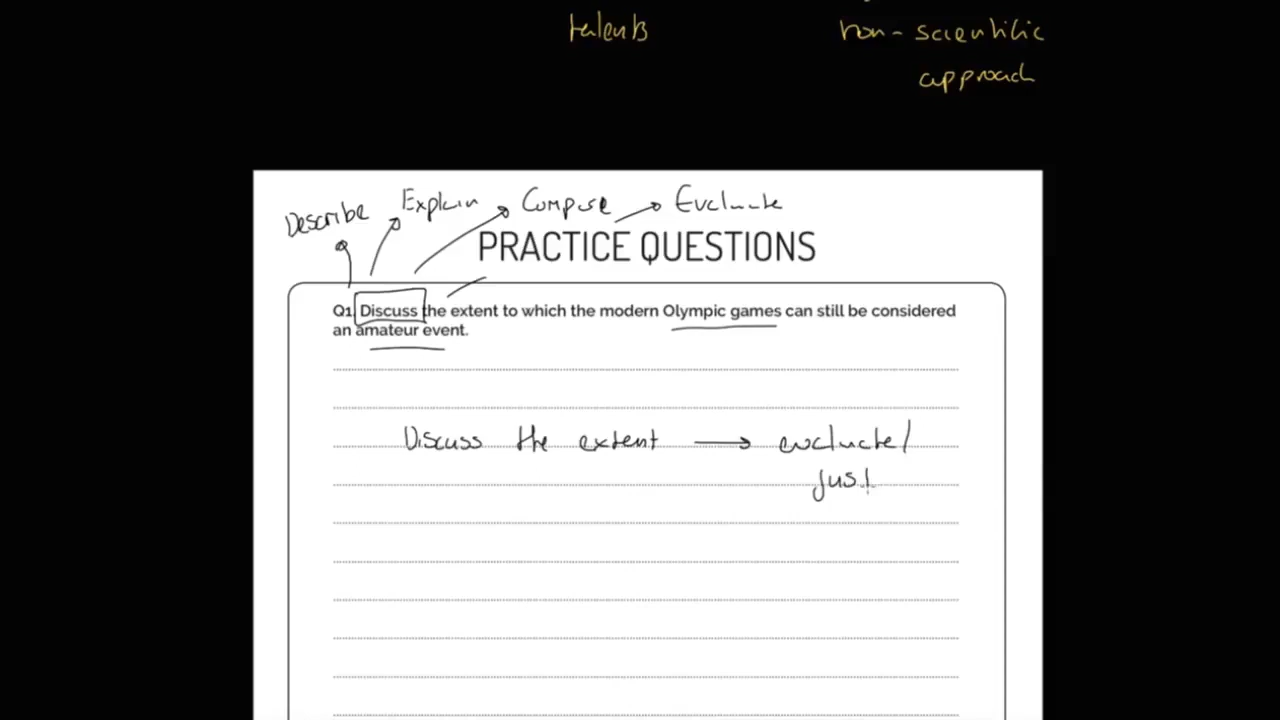 talents
non-scientific
approach
Describe
Explain
Compare
Evaluate
PRACTICE QUESTIONS
Q1. Discuss the extent to which the modern Olympic games can still be considered
an amateur event.
Discuss the extent → evaluate/
just